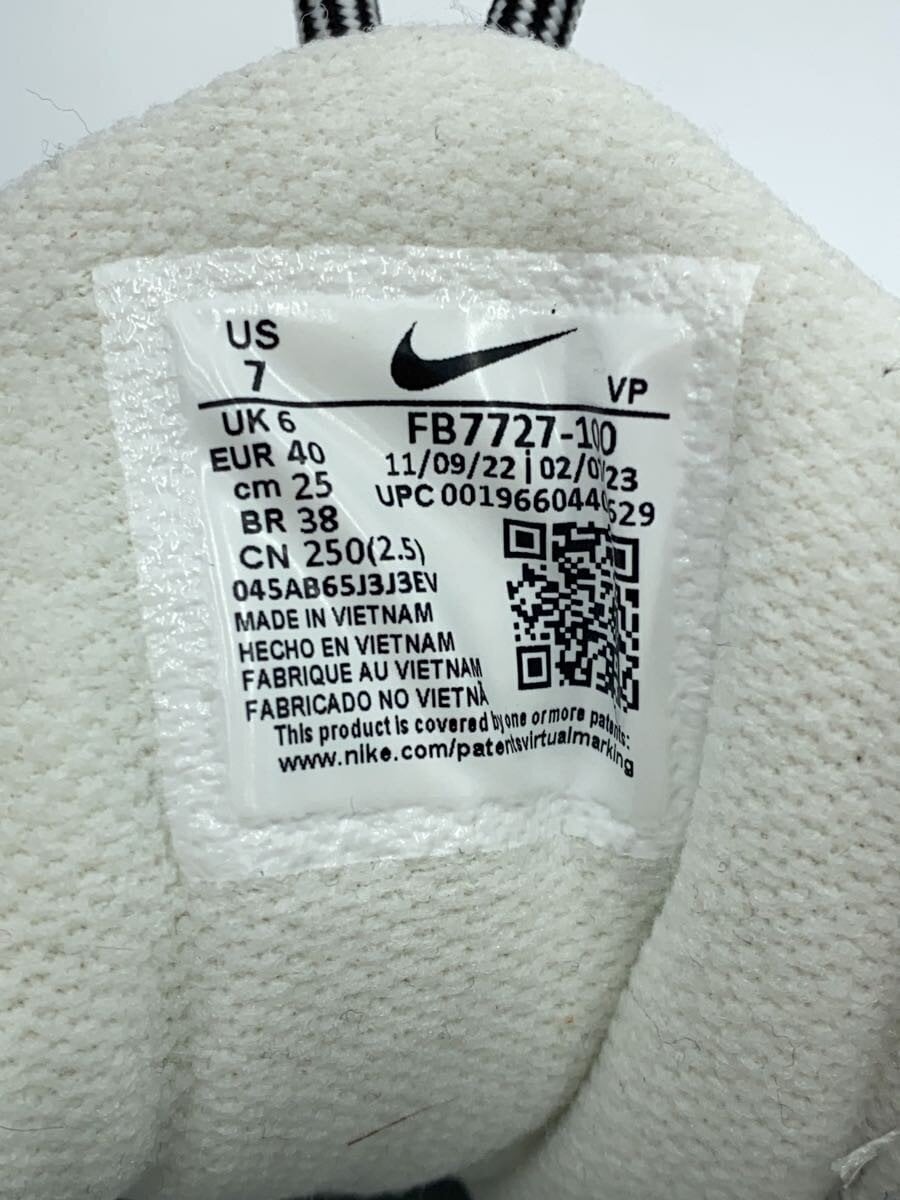 US
7
VP
UK 6
FB7727-100
EUR 40
11/09/22 | 02/0 /23
cm 25
UPC
BR 38
CN 250(2.5)
045AB65J3J3EV
MADE IN VIETNAM
HECHO EN VIETNAM
FABRIQUE AU VIETNAM
FABRICADO NO VIETNÃ
This product is covered by one or more patents:
www.nike.com/patentsvirtualmarking